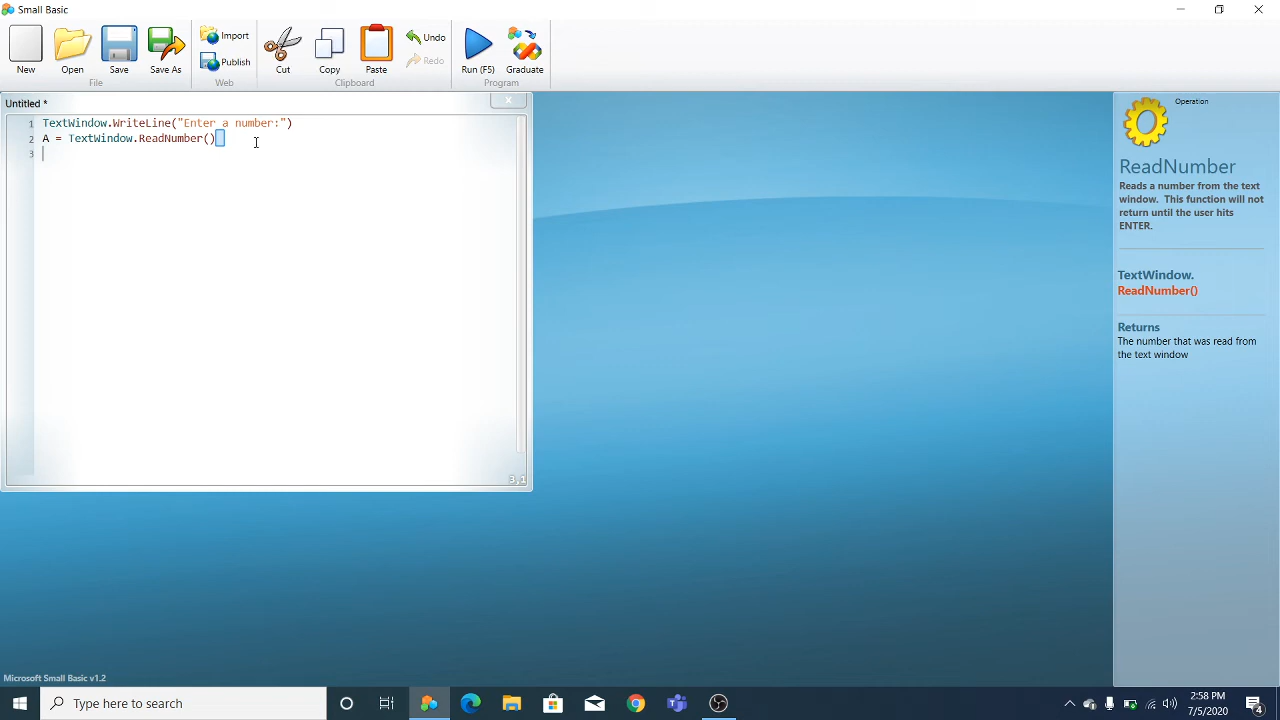 Small Basic
New
Open
Save
Save As
Import
Publish
Cut
Copy
Paste
Undo
Redo
Run (F5)
Graduate
File
Web
Clipboard
Program
Untitled *
x
1 TextWindow.WriteLine("Enter a number:")
2 A = TextWindow.ReadNumber()
3
3,1
Operation
ReadNumber
Reads a number from the text
window. This function will not
return until the user hits
ENTER.
TextWindow.
ReadNumber()
Returns
The number that was read from
the text window
Microsoft Small Basic v1.2
Type here to search
2:58 PM
7/5/2020
4